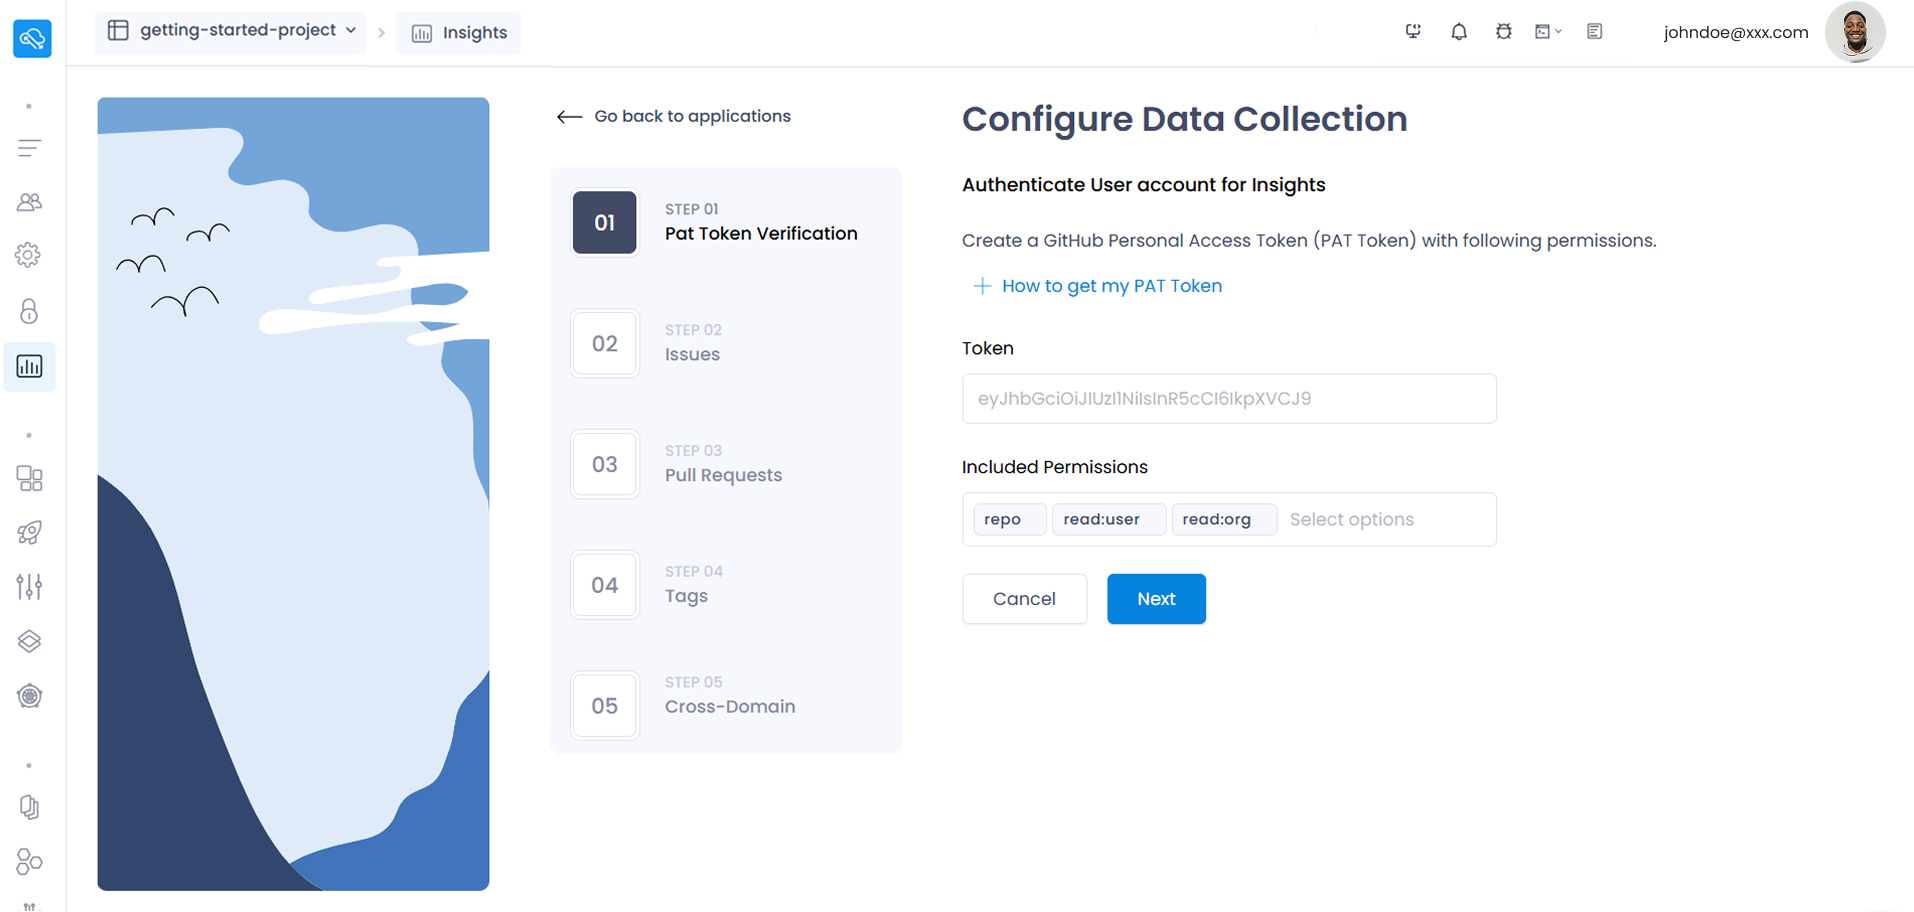 getting-started-project
Insights
johndoe@xxx.com
Go back to applications
01
STEP 01
Pat Token Verification
02
STEP 02
Issues
03
STEP 03
Pull Requests
04
STEP 04
Tags
05
STEP 05
Cross-Domain
Configure Data Collection
Authenticate User account for Insights
Create a GitHub Personal Access Token (PAT Token) with following permissions.
How to get my PAT Token
Token
eyJhbGciOiJIUzI1NiIsInR5cCI6IkpXVCJ9
Included Permissions
repo read:user read:org Select options
Cancel Next